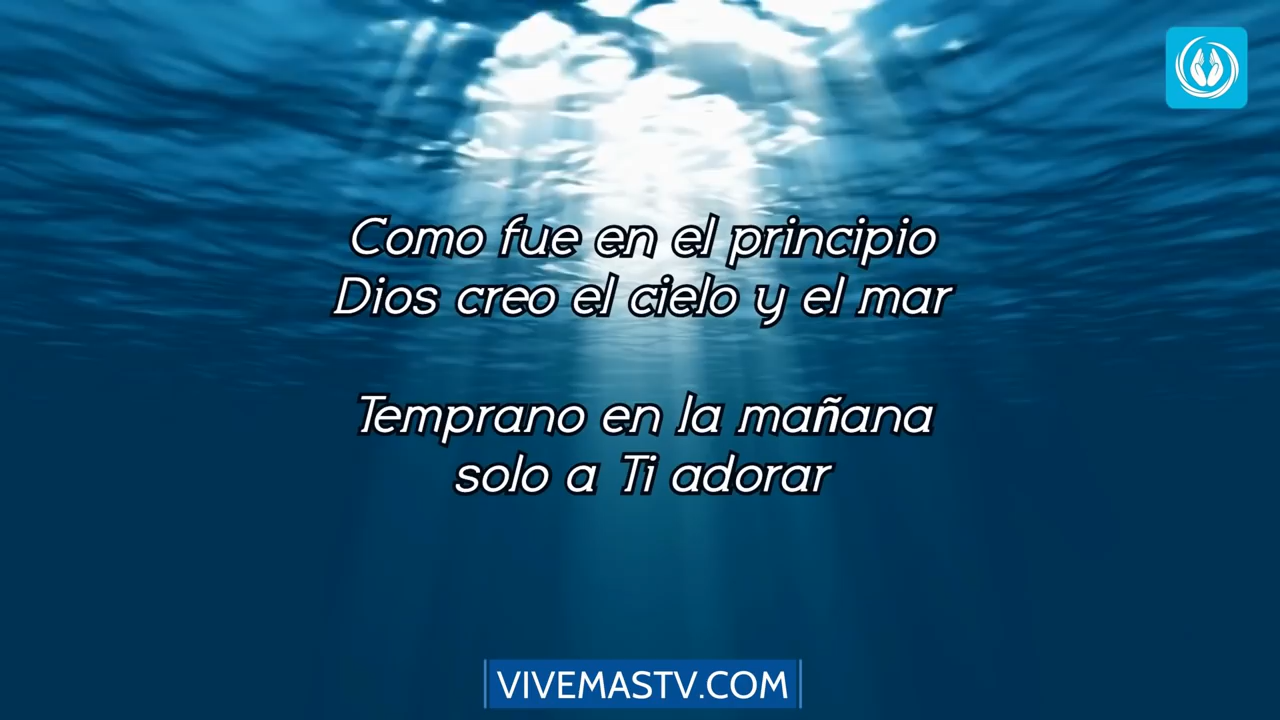 Como fue en el principio
Dios creo el cielo y el mar
Temprano en la mañana
solo a Ti adorar
VIVEMASTV.COM